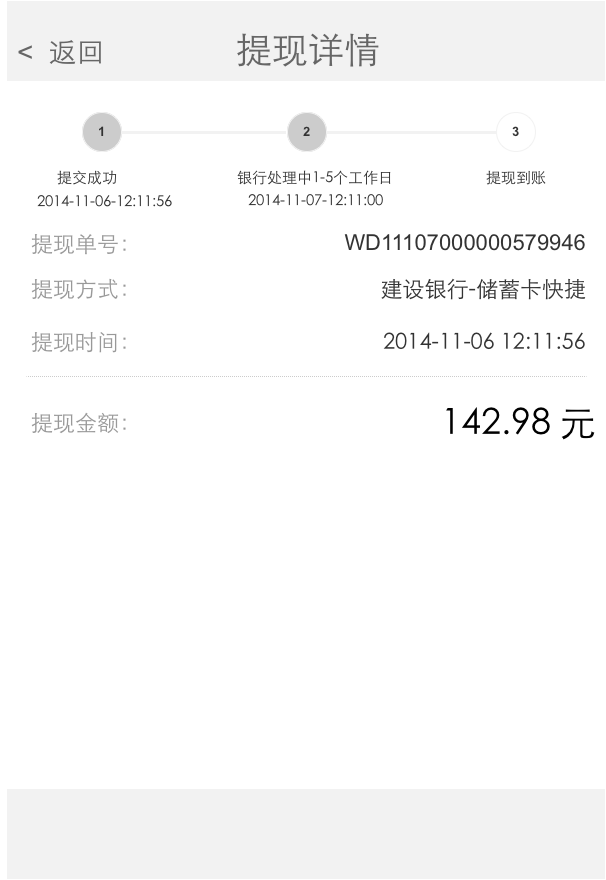 < 返回 提现详情
1 2 3
提交成功 银行处理中1-5个工作日 提现到账
2014-11-06-12:11:56 2014-11-07-12:11:00
提现单号: WD11107000000579946
提现方式: 建设银行-储蓄卡快捷
提现时间: 2014-11-06 12:11:56
提现金额: 142.98 元